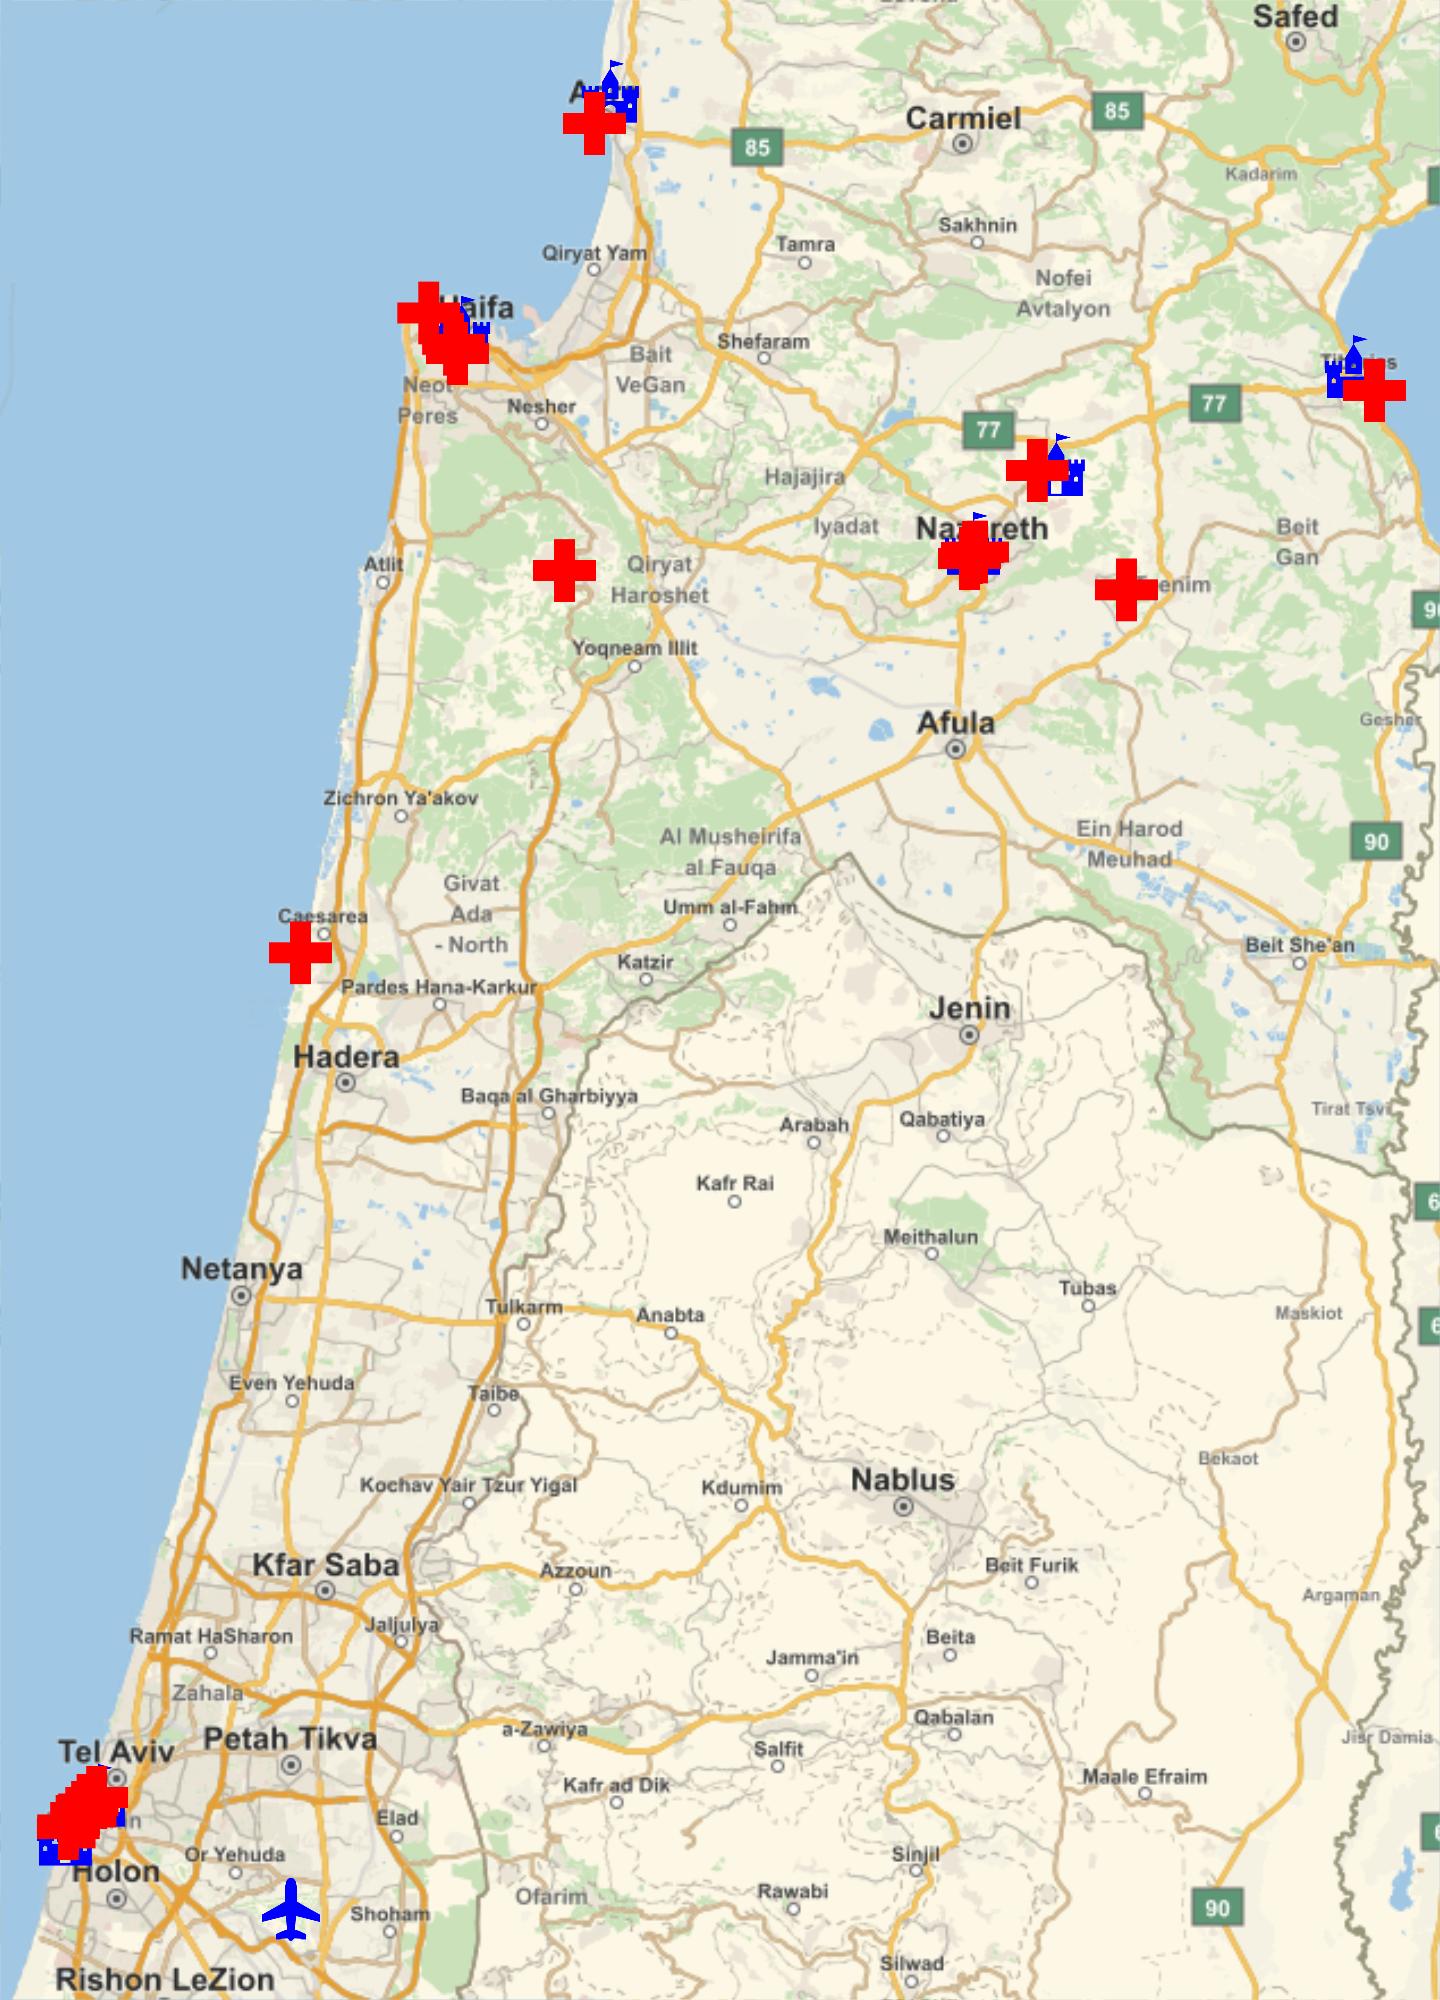 Safed
85
Carmiel
85
Kadarim
Sakhnin
Tamra
Qiryat Yam
Nofei
Avtalyon
Haifa
Shefaram
Bait
VeGan
Neot
Peres
Nesher
77
77
Hajajira
Iyadat
Nazareth
Beit
Gan
Atlit
Qiryat
Haroshet
Yoqneam Illit
Afula
Gesher
Zichron Ya'akov
Al Musheirifa
al Fauqa
Ein Harod
Meuhad
90
Givat
Ada
- North
Umm al-Fahm
Caesarea
Katzir
Beit She'an
Pardes Hana-Karkur
Jenin
Hadera
Baqa al Gharbiyya
Arabah
Qabatiya
Tirat Tsvi
Kafr Rai
Meithalun
Netanya
Tubas
Tulkarm
Anabta
Maskiot
Even Yehuda
Taibe
Bekaot
Kochav Yair Tzur Yigal
Kdumim
Nablus
Kfar Saba
Azzoun
Beit Furik
Argaman
Jaljulya
Ramat HaSharon
Beita
Jamma'in
Zahala
Qabalan
a-Zawiya
Petah Tikva
Tel Aviv
Salfit
Jisr Damia
Kafr ad Dik
Maale Efraim
Elad
Or Yehuda
Sinjil
Holon
Rawabi
Ofarim
90
Shoham
Silwad
Rishon LeZion